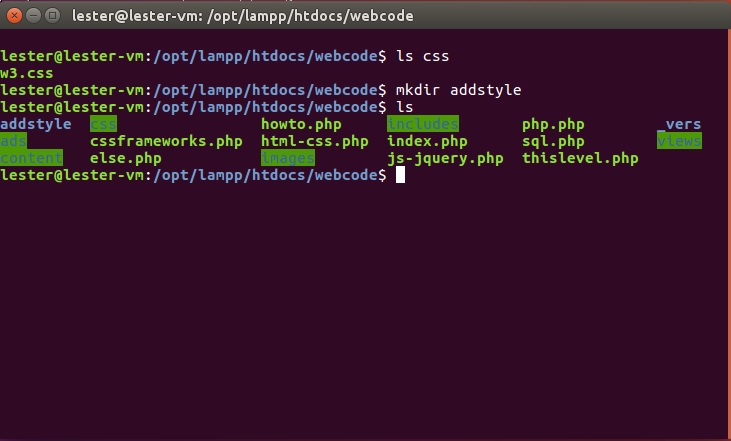 lester@lester-vm: /opt/lampp/htdocs/webcode
lester@lester-vm:/opt/lampp/htdocs/webcode$ ls css
w3.css
lester@lester-vm:/opt/lampp/htdocs/webcode$ mkdir addstyle
lester@lester-vm:/opt/lampp/htdocs/webcode$ ls
addstyle css howto.php includes php.php _vers
ads cssframeworks.php html-css.php index.php sql.php views
content else.php images js-jquery.php thislevel.php
lester@lester-vm:/opt/lampp/htdocs/webcode$